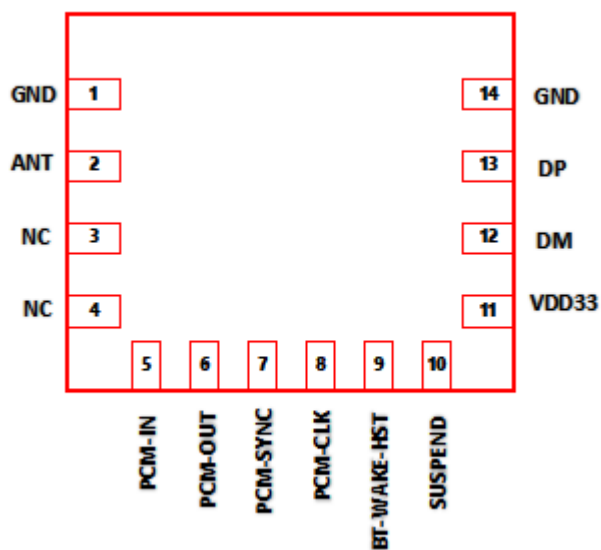 GND 1 14 GND
ANT 2 13 DP
NC 3 12 DM
NC 4 11 VDD33
5 6 7 8 9 10
PCM-IN
PCM-OUT
PCM-SYNC
PCM-CLK
BT-WAKE-HST
SUSPEND